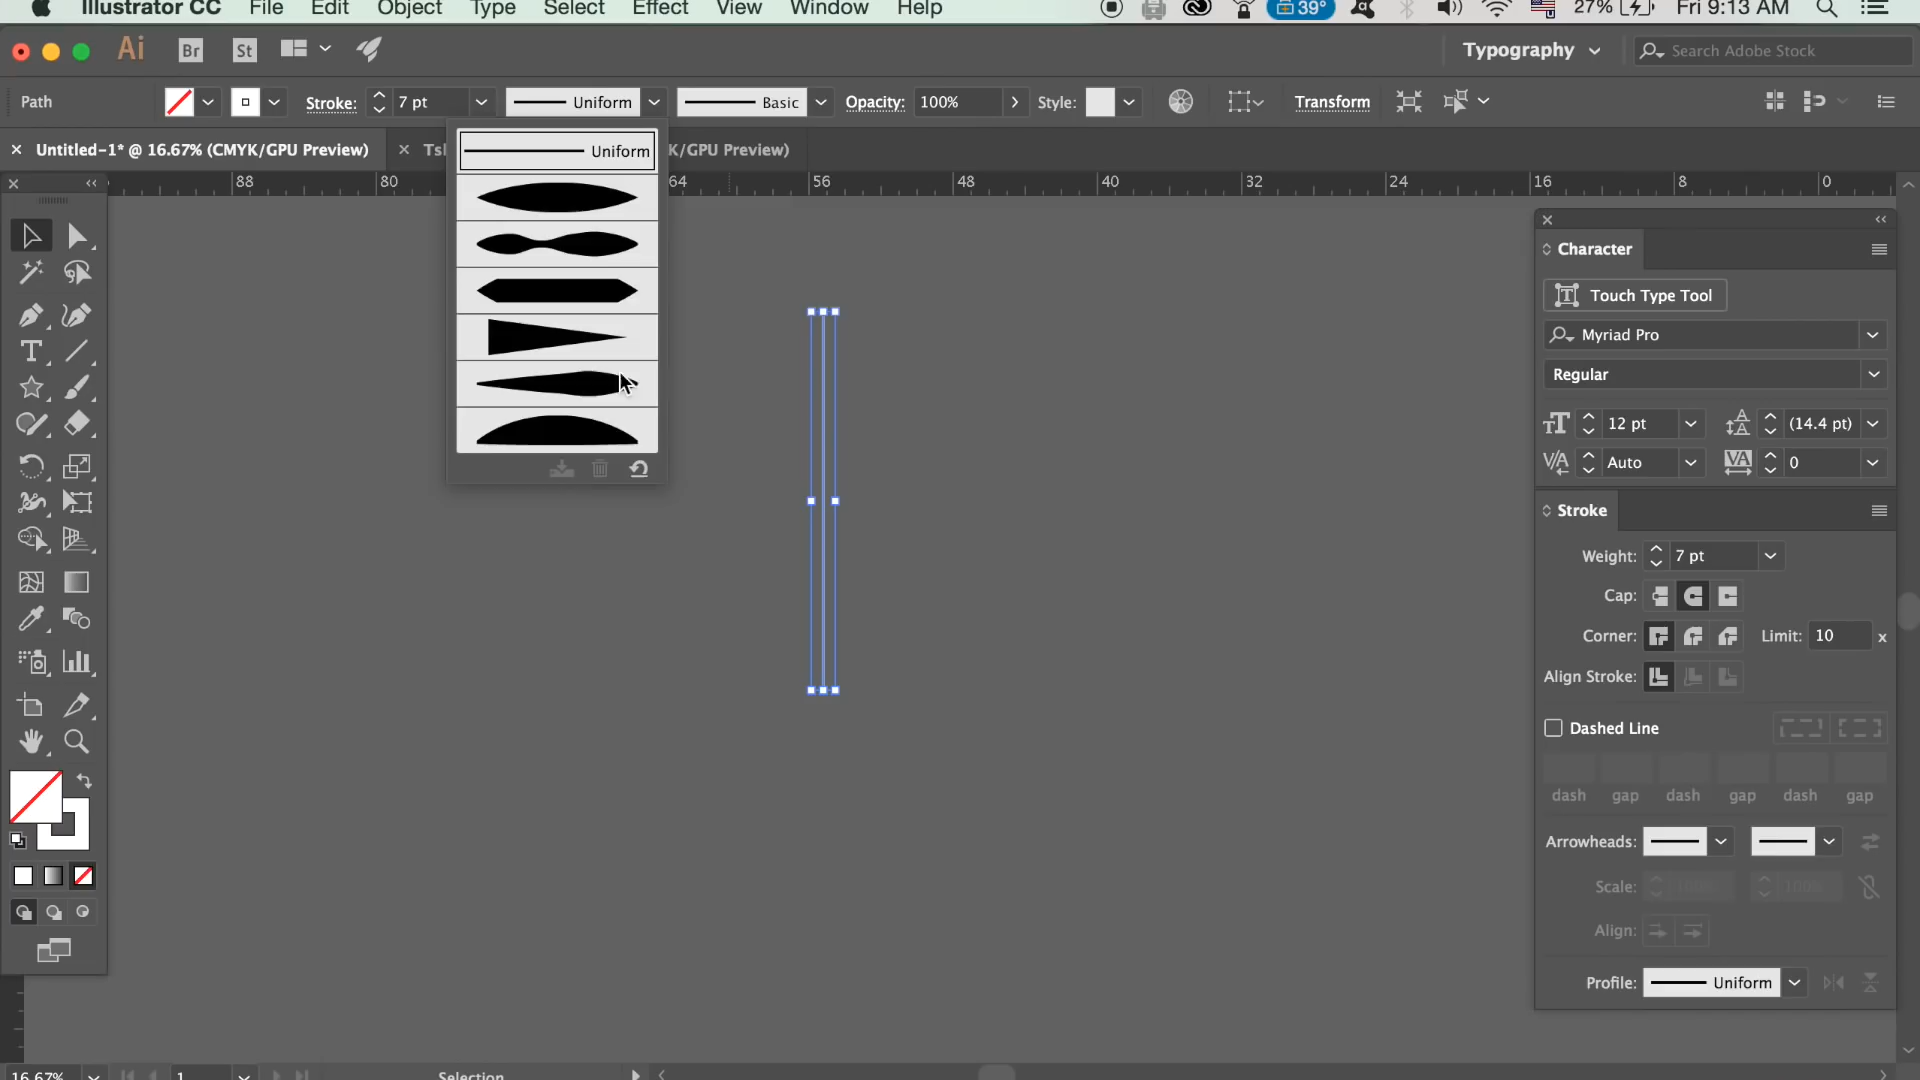 Illustrator CC File Edit Object Type Select Effect View Window Help 39° 27% Fri 9:13 AM
Ai Br St Typography Search Adobe Stock
Path Stroke: 7 pt Uniform Basic Opacity: 100% Style: Transform
Untitled-1* @ 16.67% (CMYK/GPU Preview) K/GPU Preview)
88 80 64 56 48 40 32 24 16 8 0
Uniform
Character
Touch Type Tool
Myriad Pro
Regular
12 pt (14.4 pt)
Auto 0
Stroke
Weight: 7 pt
Cap:
Corner: Limit: 10 x
Align Stroke:
Dashed Line
dash gap dash gap dash gap
Arrowheads:
Scale: 100% 100%
Align:
Profile: Uniform
16.67% 1 Selection